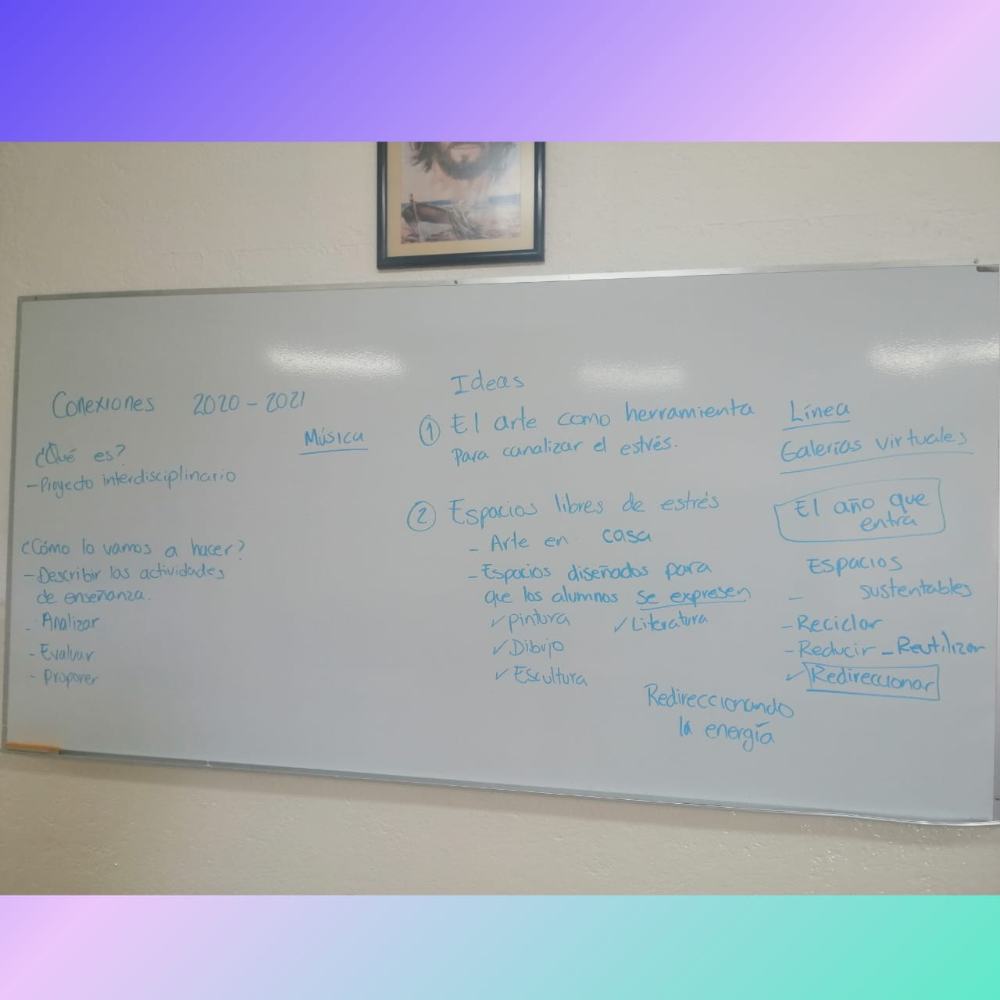 Conexiones 2020-2021
Música
¿Qué es?
-Proyecto interdisciplinario
¿Cómo lo vamos a hacer?
-Describir las actividades
de enseñanza.
- Analizar
- Evaluar
- Proponer
Ideas
① El arte como herramienta
Para canalizar el estrés.
② Espacios libres de estrés
- Arte en casa
-Espacios diseñados para
que los alumnos se expresen
✓ pintura ✓ Literatura
✓ Dibujo
✓ Escultura
Redireccionando
la energía
Línea
Galerías virtuales
El año que
entra
Espacios
- sustentables
- Reciclar
- Reducir - Reutilizar
✓ Redireccionar